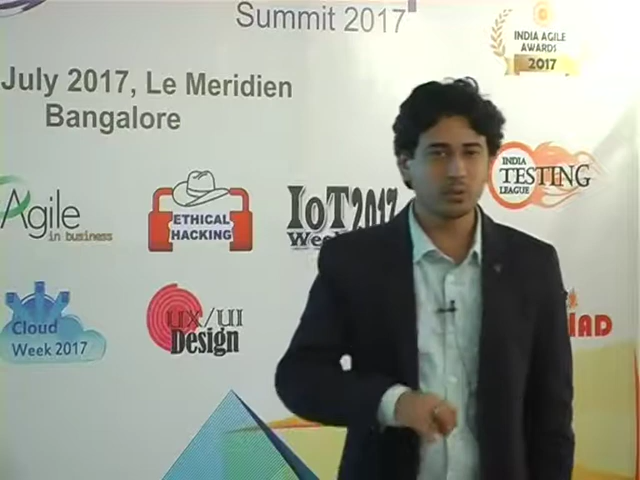 Summit 2017
INDIA AGILE
AWARDS
2017
July 2017, Le Meridien
Bangalore
INDIA
TESTING
LEAGUE
Agile
in business
ETHICAL
HACKING
IoT 2017
Cloud
Week 2017
UX/UI
Design